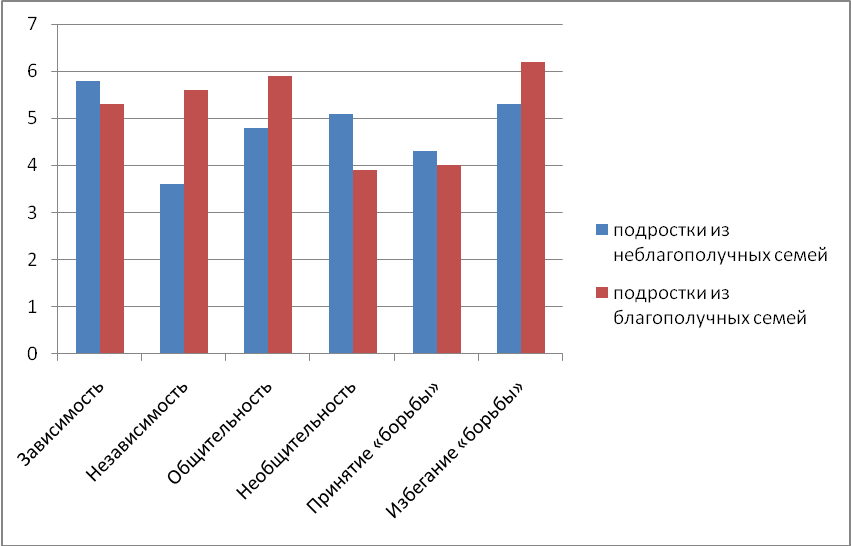 7
6
5
4
3
2
1
0
Зависимость
Независимость
Общительность
Необщительность
Принятие «борьбы»
Избегание «борьбы»
подростки из
неблагополучных семей
подростки из
благополучных семей